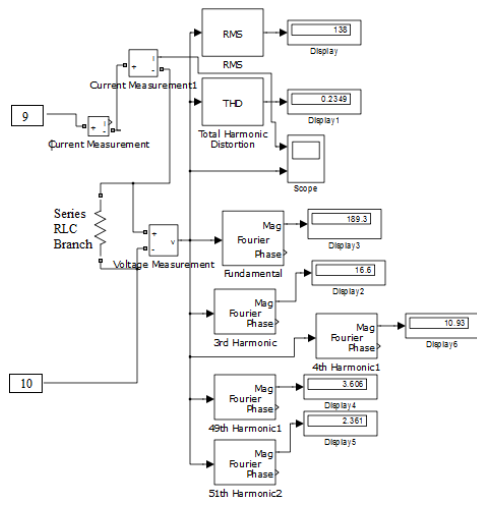 RMS
RMS
138
Display
+
-
i
Current Measurement1
9
+
-
i
Current Measurement
THD
Total Harmonic
Distortion
0.2349
Display1
Scope
Series
RLC
Branch
+
-
v
Voltage Measurement
Mag
Fourier
Phase
Fundamental
189.3
Display3
Mag
Fourier
Phase
3rd Harmonic
16.6
Display2
Mag
Fourier
Phase
4th Harmonic1
10.93
Display6
10
Mag
Fourier
Phase
49th Harmonic1
3.606
Display4
Mag
Fourier
Phase
51th Harmonic2
2.361
Display5